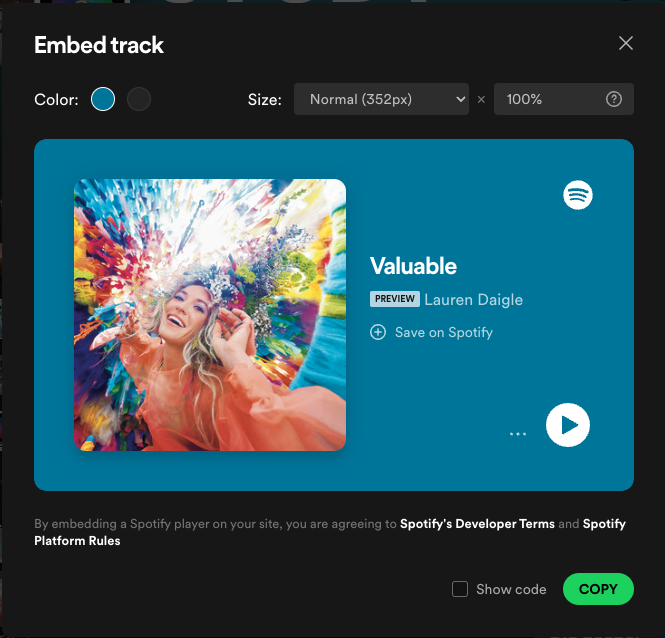 Embed track
Color:
Size:
Normal (352px)
×
100%
?
Valuable
PREVIEW Lauren Daigle
Save on Spotify
...
By embedding a Spotify player on your site, you are agreeing to Spotify's Developer Terms and Spotify
Platform Rules
Show code
COPY